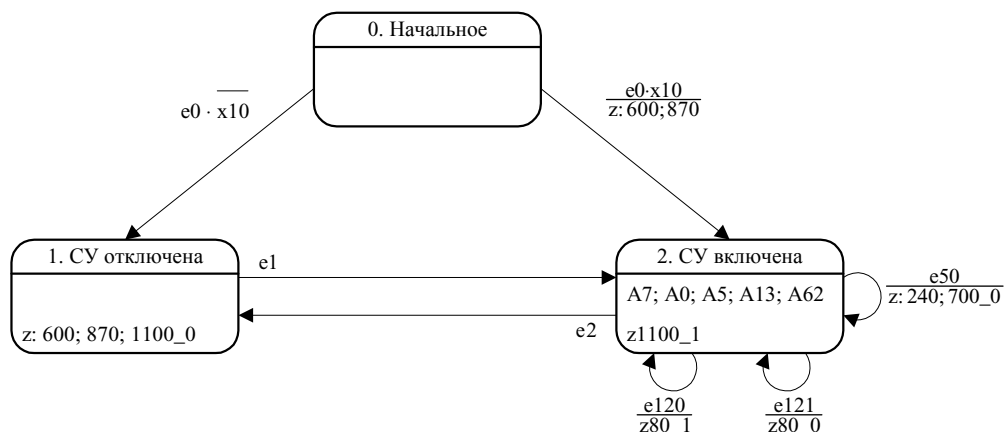 0. Начальное
e0 · x10
e0·x10
z: 600; 870
1. СУ отключена
z: 600; 870; 1100_0
e1
e2
2. СУ включена
A7; A0; A5; A13; A62
z1100_1
e50
z: 240; 700_0
e120
z80_1
e121
z80_0